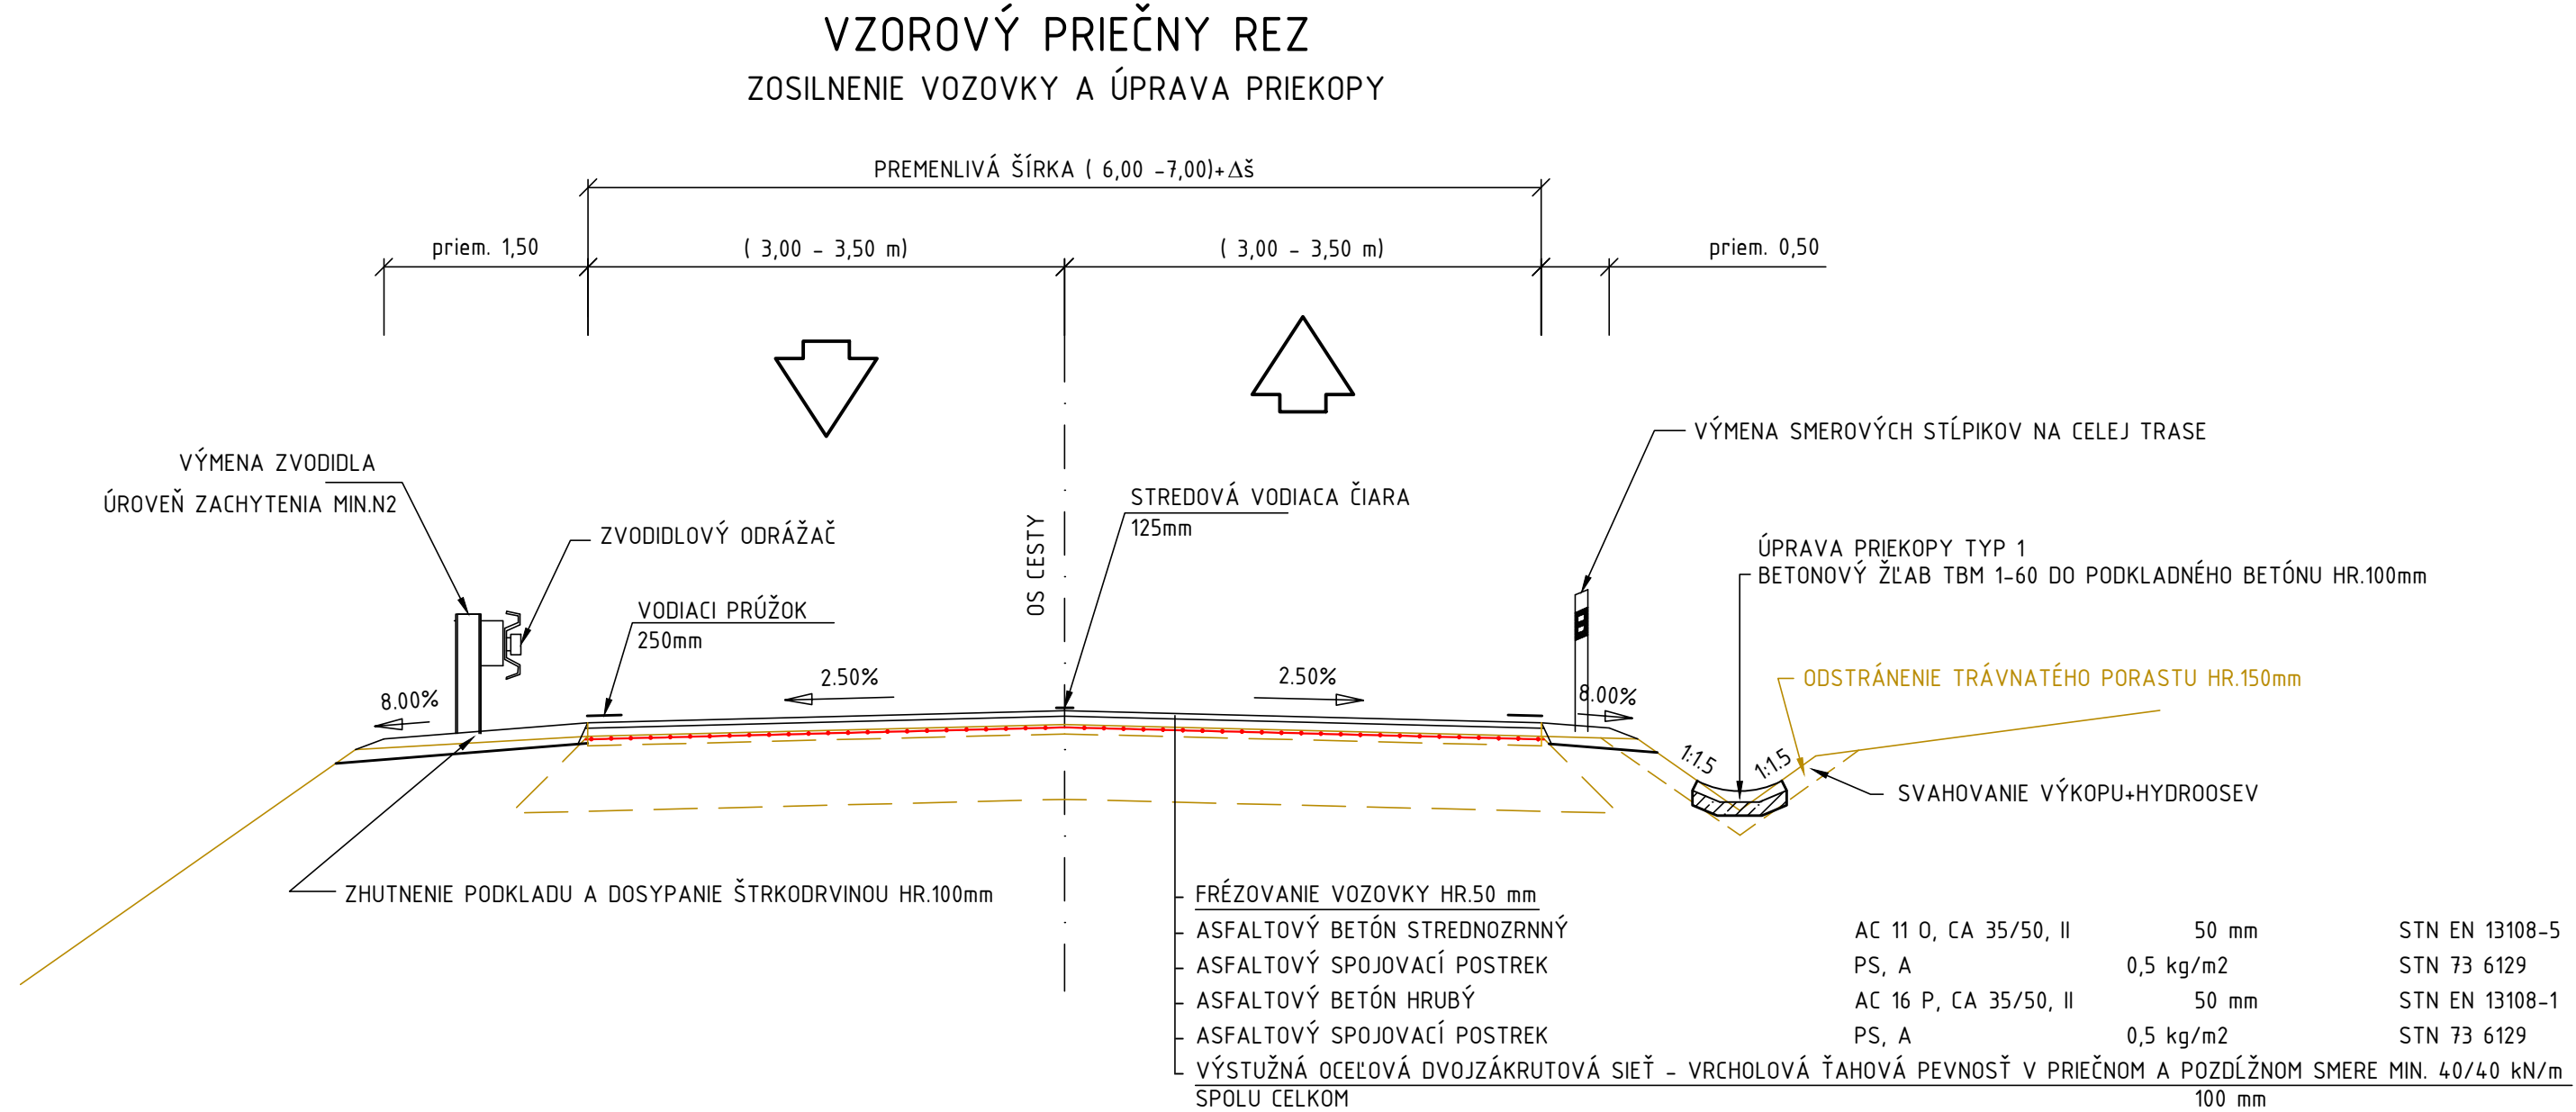 VZOROVÝ PRIEČNY REZ
ZOSILNENIE VOZOVKY A ÚPRAVA PRIEKOPY
PREMENLIVÁ ŠÍRKA ( 6,00 -7,00)+Δš
priem. 1,50
( 3,00 - 3,50 m)
( 3,00 - 3,50 m)
priem. 0,50
VÝMENA SMEROVÝCH STĹPIKOV NA CELEJ TRASE
VÝMENA ZVODIDLA
ÚROVEŇ ZACHYTENIA MIN.N2
ZVODIDLOVÝ ODRÁŽAČ
OS CESTY
STREDOVÁ VODIACA ČIARA
125mm
ÚPRAVA PRIEKOPY TYP 1
BETONOVÝ ŽĽAB TBM 1-60 DO PODKLADNÉHO BETÓNU HR.100mm
VODIACI PRÚŽOK
250mm
8.00%
2.50%
2.50%
8.00%
ODSTRÁNENIE TRÁVNATÉHO PORASTU HR.150mm
1:1.5
1:1.5
SVAHOVANIE VÝKOPU+HYDROOSEV
ZHUTNENIE PODKLADU A DOSYPANIE ŠTRKODRVINOU HR.100mm
FRÉZOVANIE VOZOVKY HR.50 mm
ASFALTOVÝ BETÓN STREDNOZRNNÝ AC 11 O, CA 35/50, II 50 mm STN EN 13108-5
ASFALTOVÝ SPOJOVACÍ POSTREK PS, A 0,5 kg/m2 STN 73 6129
ASFALTOVÝ BETÓN HRUBÝ AC 16 P, CA 35/50, II 50 mm STN EN 13108-1
ASFALTOVÝ SPOJOVACÍ POSTREK PS, A 0,5 kg/m2 STN 73 6129
VÝSTUŽNÁ OCEĽOVÁ DVOJZÁKRUTOVÁ SIEŤ - VRCHOLOVÁ ŤAHOVÁ PEVNOSŤ V PRIEČNOM A POZDĹŽNOM SMERE MIN. 40/40 kN/m
SPOLU CELKOM 100 mm